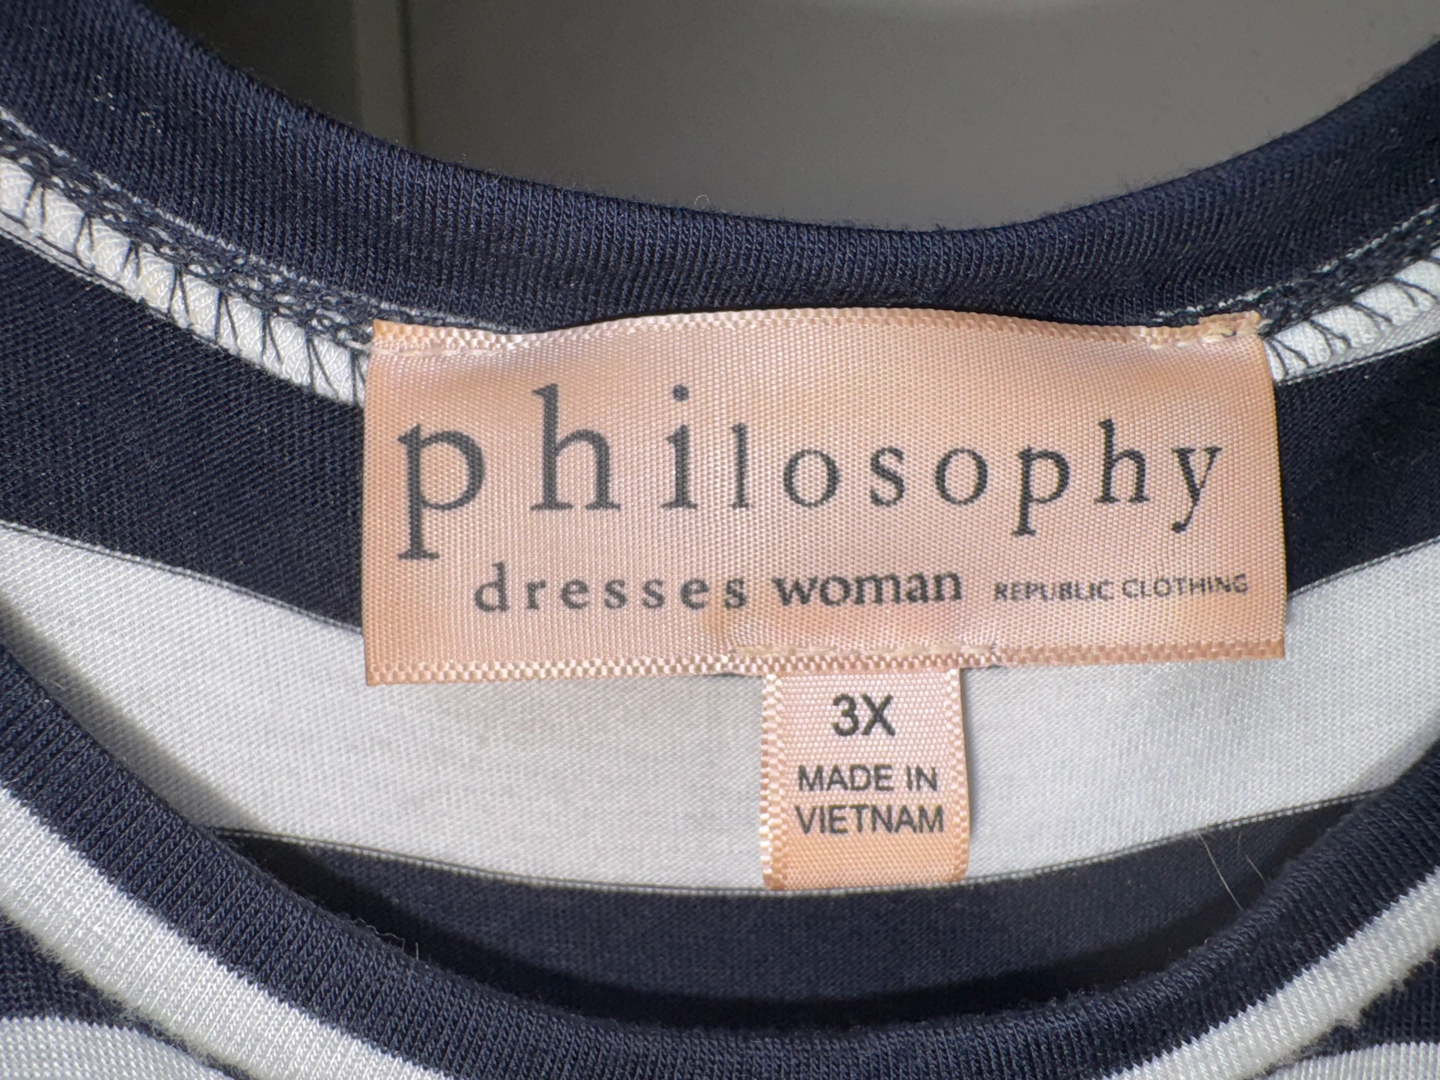 philosophy
dresses woman REPUBLIC CLOTHING
3X
MADE IN
VIETNAM